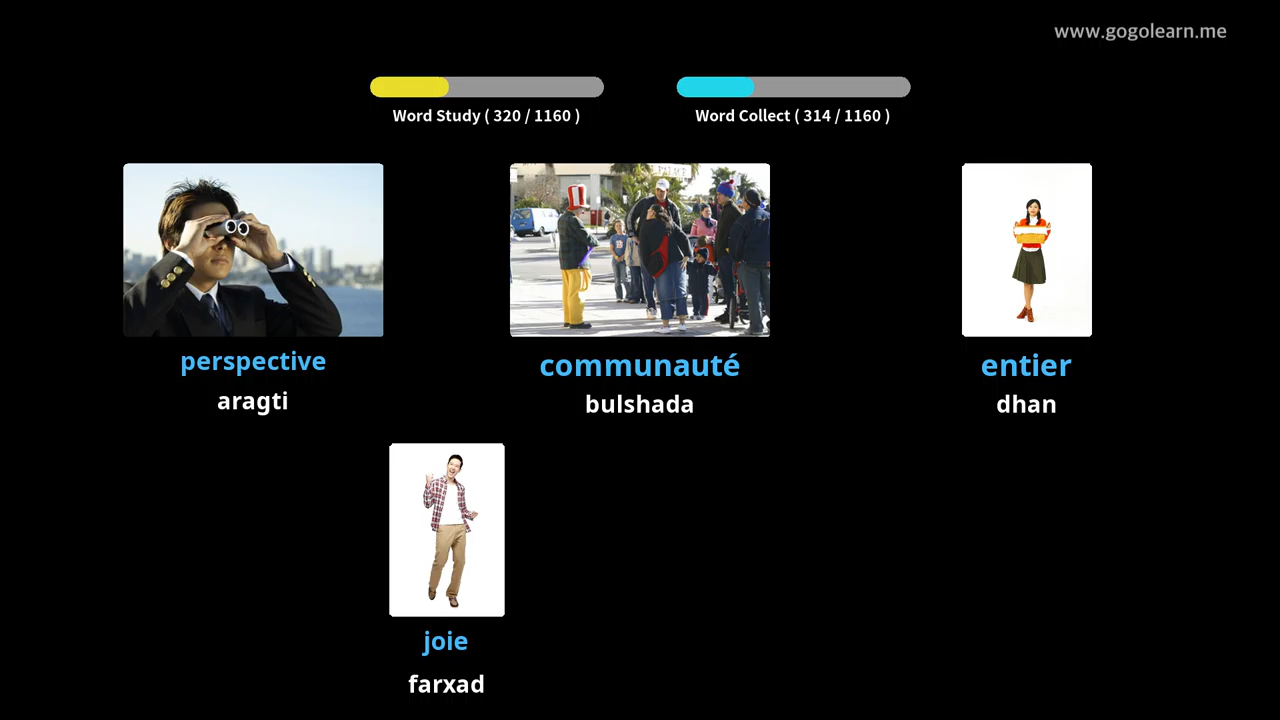 www.gogolearn.me
Word Study ( 320 / 1160 )
Word Collect ( 314 / 1160 )
perspective
aragti
communauté
bulshada
entier
dhan
joie
farxad